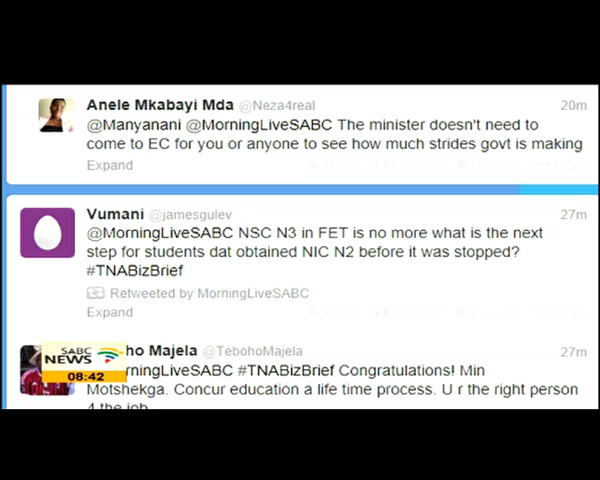 Anele Mkabayi Mda @Neza4real 20m
@Manyanani @MorningLiveSABC The minister doesn't need to
come to EC for you or anyone to see how much strides govt is making
Expand
Vumani @jamesgulev 27m
@MorningLiveSABC NSC N3 in FET is no more what is the next
step for students dat obtained NIC N2 before it was stopped?
#TNABizBrief
Retweeted by MorningLiveSABC
Expand
ho Majela @TebohoMajela 27m
rningLiveSABC #TNABizBrief Congratulations! Min
Motshekga. Concur education a life time process. U r the right person
4 the job
SABC
NEWS
08:42